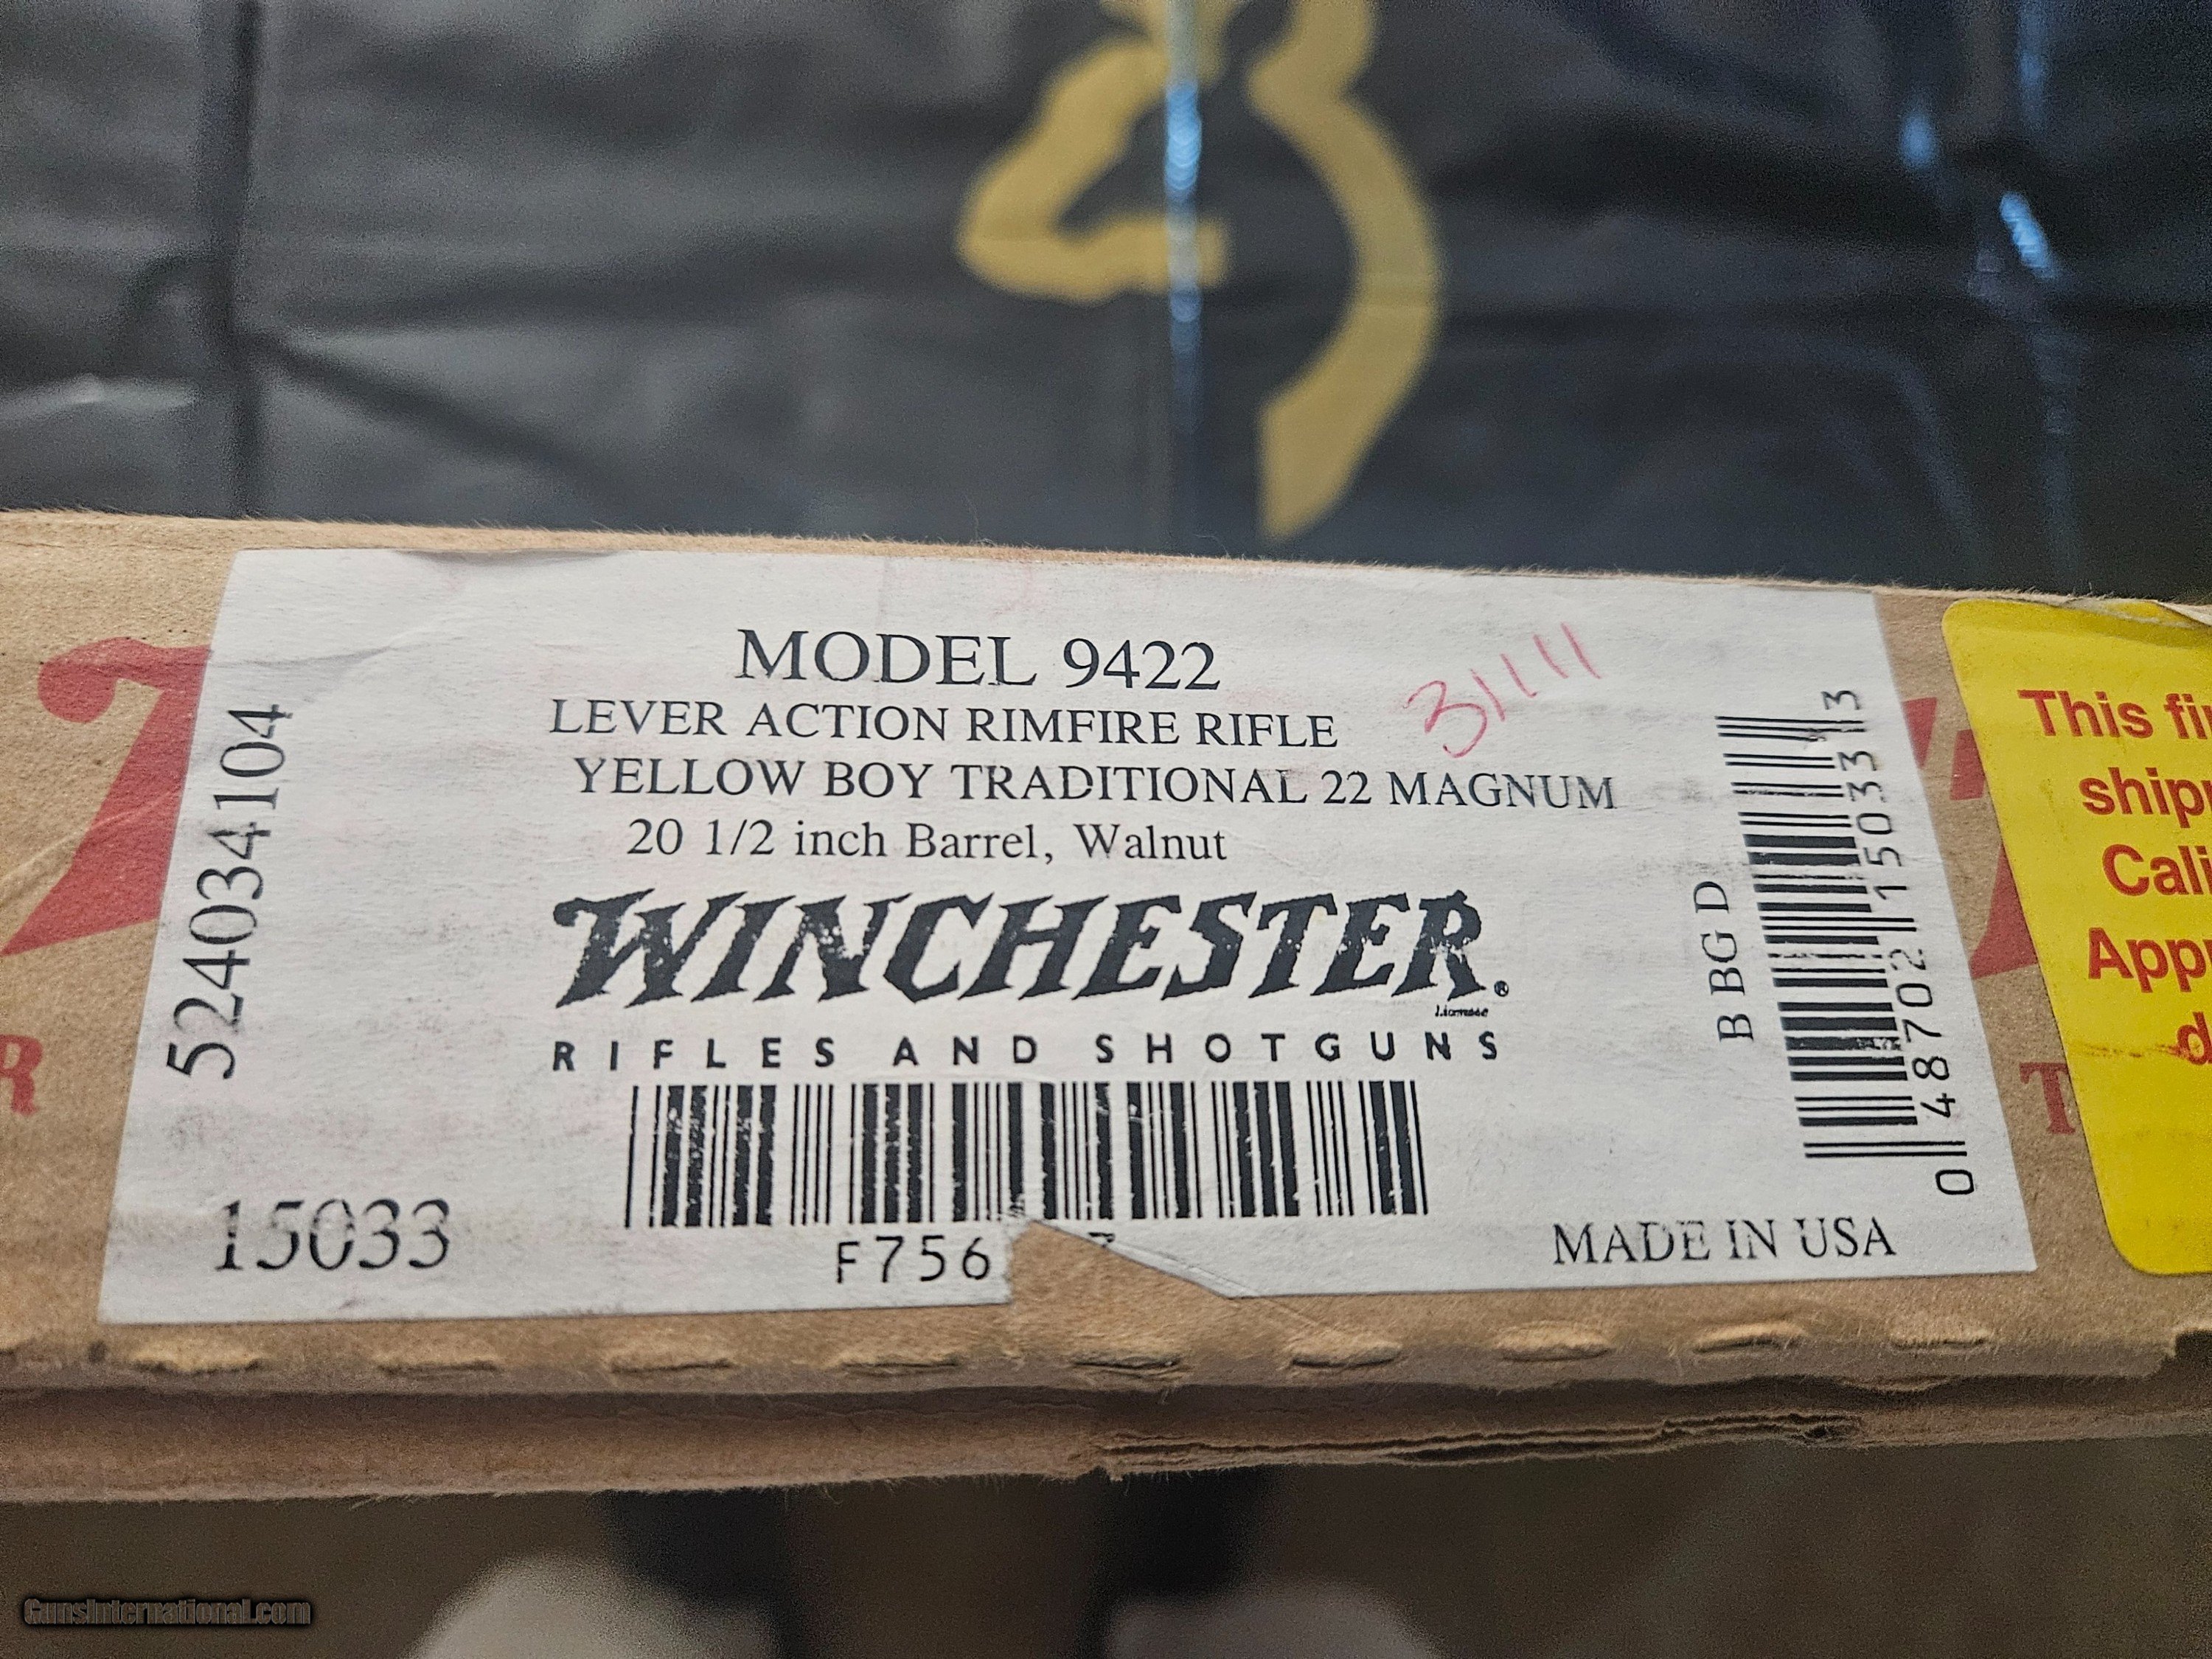 MODEL 9422
LEVER ACTION RIMFIRE RIFLE
YELLOW BOY TRADITIONAL 22 MAGNUM
20 1/2 inch Barrel, Walnut
31111
WINCHESTER®
Licensee
RIFLES AND SHOTGUNS
524034104
15033
F756
B BG D
0 48702 15033 3
MADE IN USA
This fi
shipp
Cali
App
d
R
T
GunsInternational.com